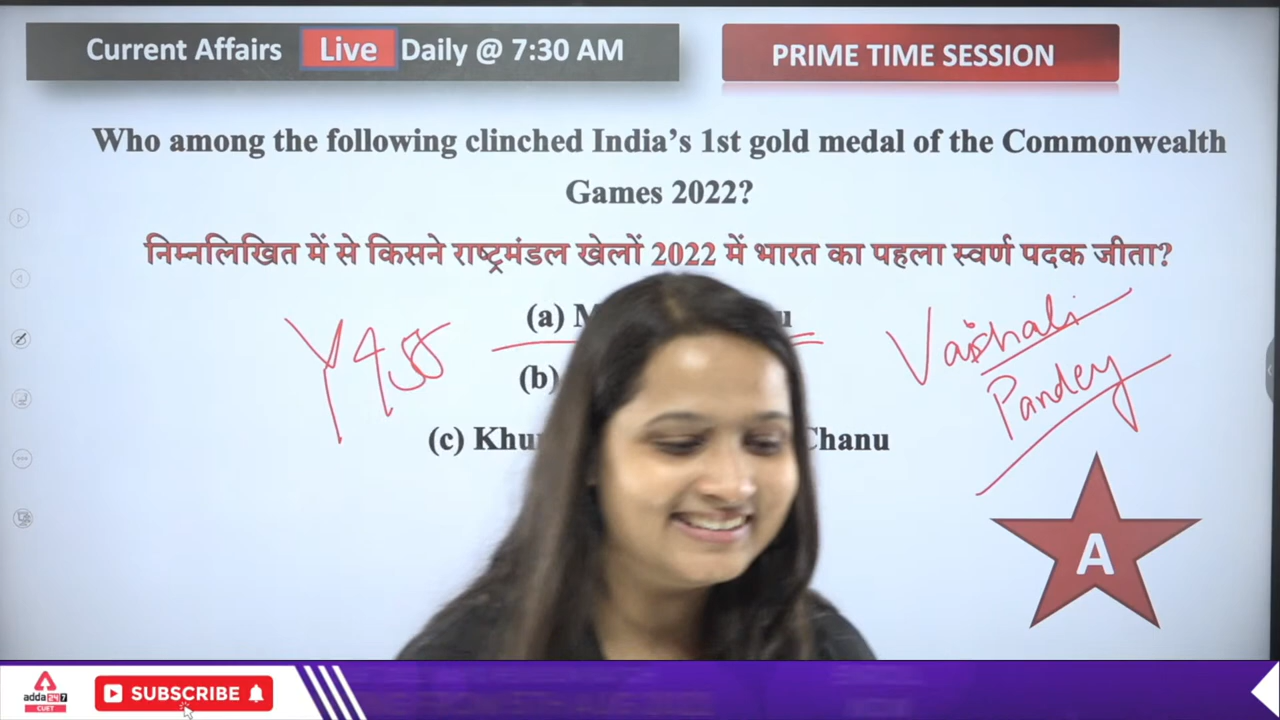 Current Affairs Live Daily @ 7:30 AM
PRIME TIME SESSION
Who among the following clinched India's 1st gold medal of the Commonwealth
Games 2022?
निम्नलिखित में से किसने राष्ट्रमंडल खेलों 2022 में भारत का पहला स्वर्ण पदक जीता?
(a)
(b)
(c) Chanu
Y455
Vaishali
Pandey
A
adda247
CUET
SUBSCRIBE